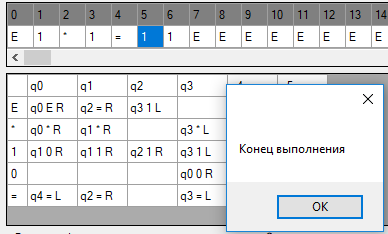 0 1 2 3 4 5 6 7 8 9 10 11 12 13 14
E 1 * 1 = 1 1 E E E E E E E E
q0 q1 q2 q3
E q0 E R q2 = R q3 1 L
* q0 * R q1 * R q3 * L
1 q1 0 R q1 1 R q2 1 R q3 1 L
0 q0 0 R
= q4 = L q2 = R q3 = L
Конец выполнения
OK